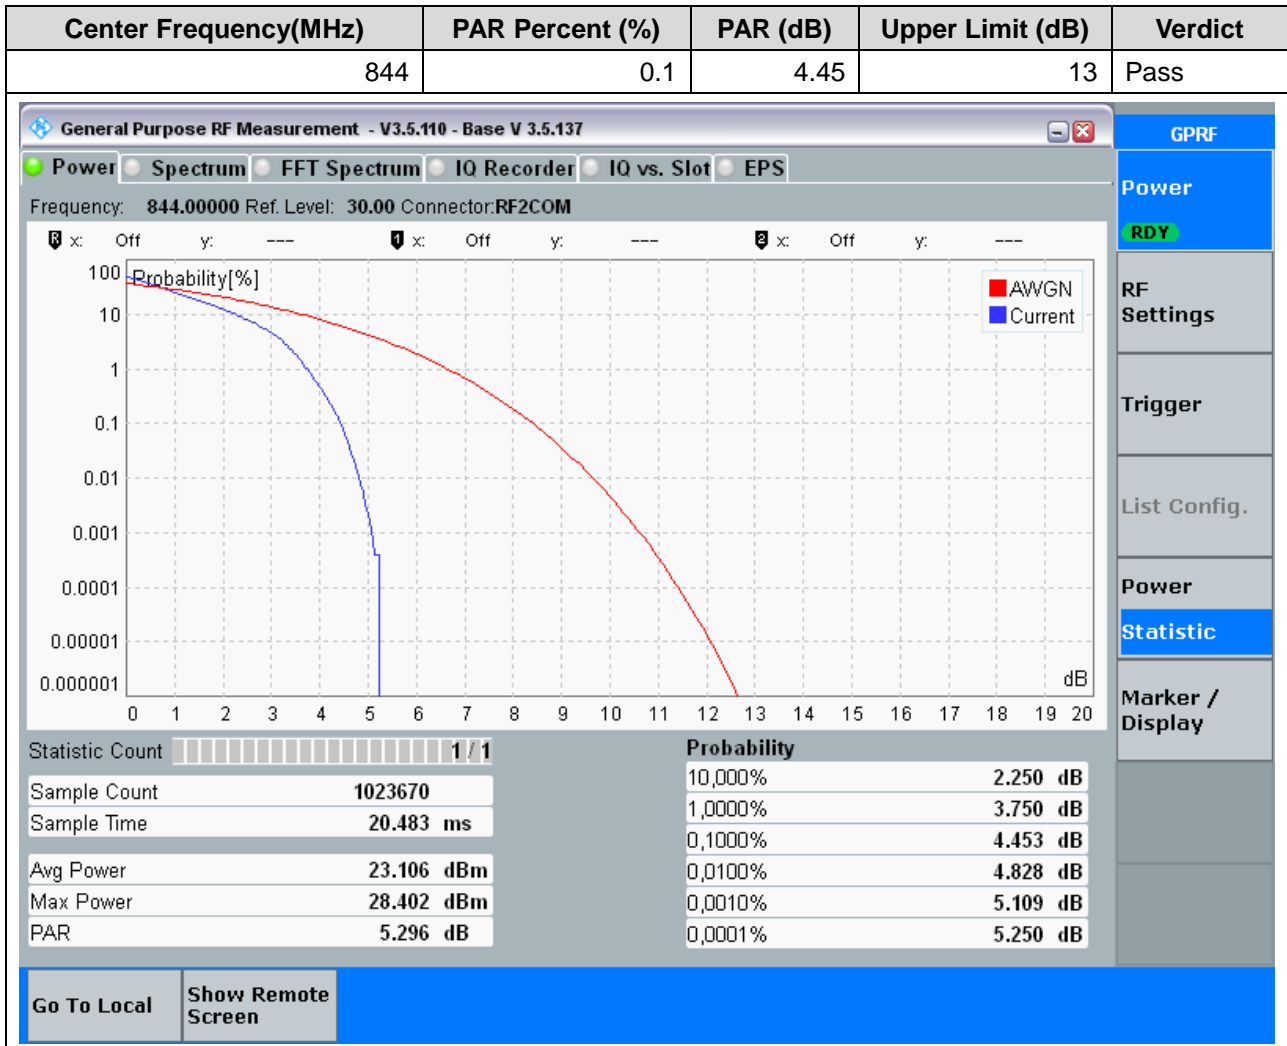 Center Frequency(MHz) PAR Percent (%) PAR (dB) Upper Limit (dB) Verdict
844 0.1 4.45 13 Pass
General Purpose RF Measurement - V3.5.110 - Base V 3.5.137
GPRF
Power Spectrum FFT Spectrum IQ Recorder IQ vs. Slot EPS
Power
RDY
Frequency: 844.00000 Ref. Level: 30.00 Connector:RF2COM
R x: Off y: --- 1 x: Off y: --- 2 x: Off y: ---
Probability[%]
AWGN
Current
100
10
1
0.1
0.01
0.001
0.0001
0.00001
0.000001
dB
0 1 2 3 4 5 6 7 8 9 10 11 12 13 14 15 16 17 18 19 20
RF
Settings
Trigger
List Config.
Power
Statistic
Marker /
Display
Statistic Count 1 / 1
Sample Count 1023670
Sample Time 20.483 ms
Avg Power 23.106 dBm
Max Power 28.402 dBm
PAR 5.296 dB
Probability
10,000% 2.250 dB
1,0000% 3.750 dB
0,1000% 4.453 dB
0,0100% 4.828 dB
0,0010% 5.109 dB
0,0001% 5.250 dB
Go To Local
Show Remote
Screen